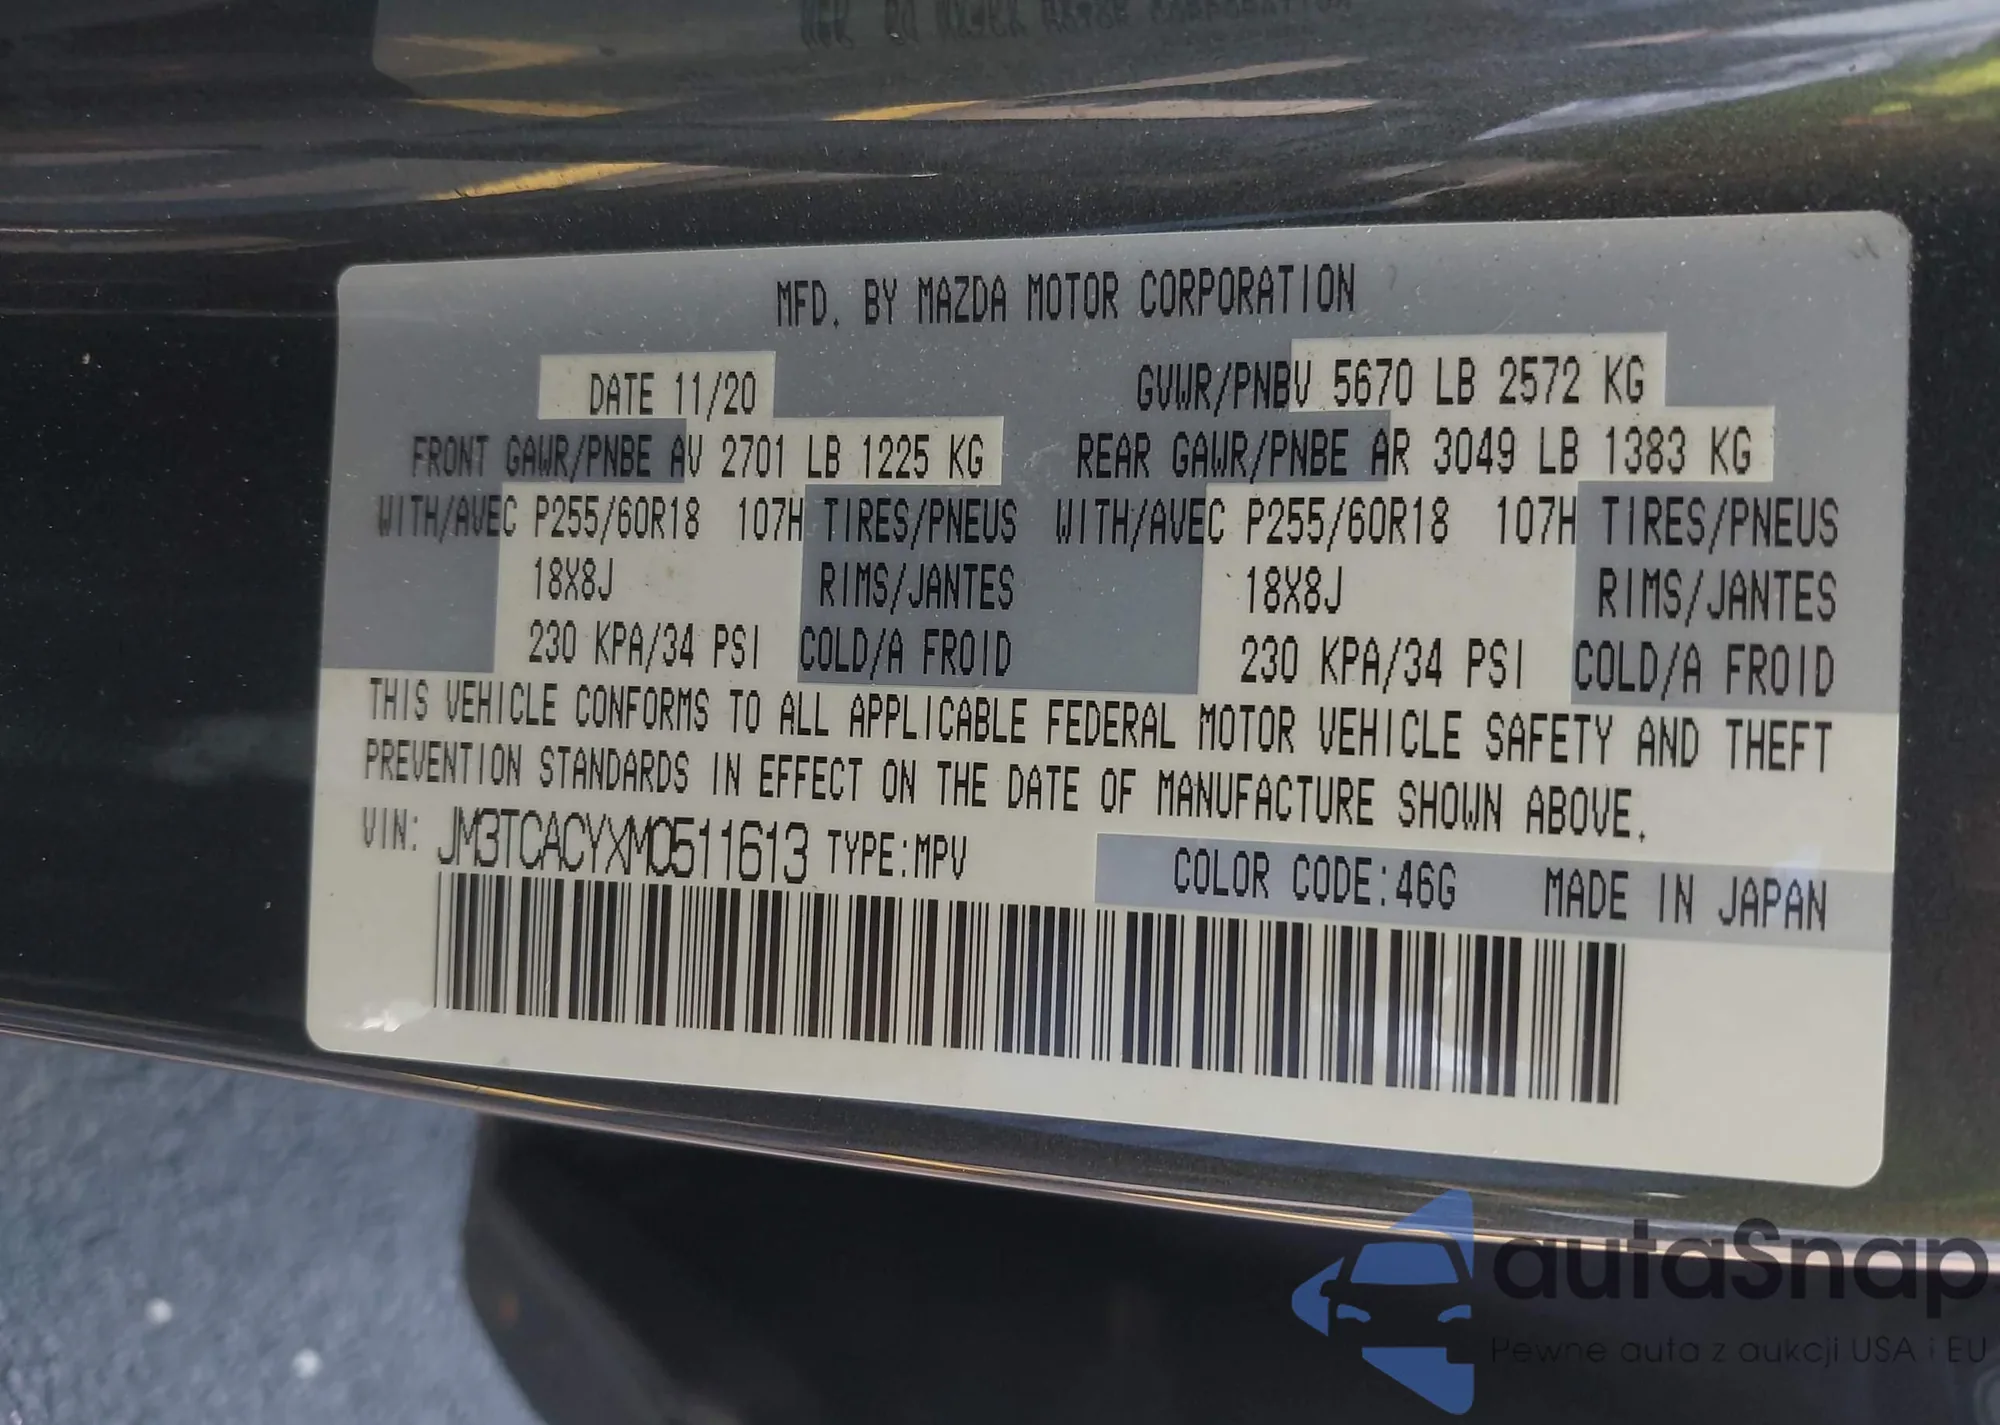 MFD. BY MAZDA MOTOR CORPORATION
DATE 11/20 GVWR/PNBV 5670 LB 2572 KG
FRONT GAWR/PNBE AV 2701 LB 1225 KG REAR GAWR/PNBE AR 3049 LB 1383 KG
WITH/AVEC P255/60R18 107H TIRES/PNEUS WITH/AVEC P255/60R18 107H TIRES/PNEUS
18X8J RIMS/JANTES 18X8J RIMS/JANTES
230 KPA/34 PSI COLD/A FROID 230 KPA/34 PSI COLD/A FROID
THIS VEHICLE CONFORMS TO ALL APPLICABLE FEDERAL MOTOR VEHICLE SAFETY AND THEFT
PREVENTION STANDARDS IN EFFECT ON THE DATE OF MANUFACTURE SHOWN ABOVE.
VIN: JM3TCACYXM0511613 TYPE:MPV COLOR CODE:46G MADE IN JAPAN
autaSnap
Pewne auta z aukcji USA i EU